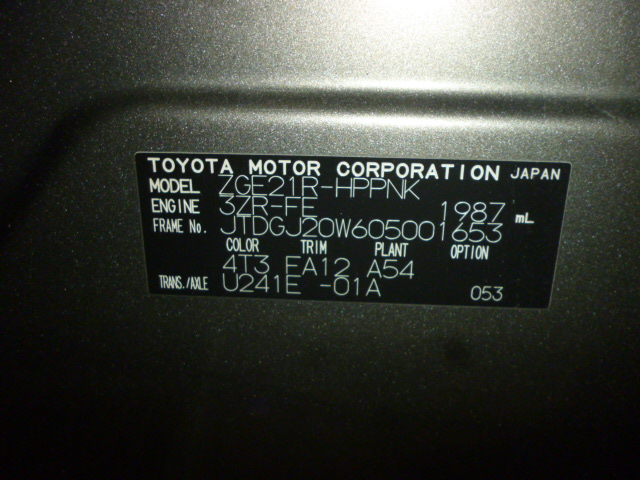 TOYOTA MOTOR CORPORATION JAPAN
MODEL ZGE21R-HPPNK
ENGINE 3ZR-FE 1987 mL
FRAME No. JTDGJ20W605001653
COLOR TRIM PLANT OPTION
4T3 FA12 A54
TRANS./AXLE U241E -01A 053